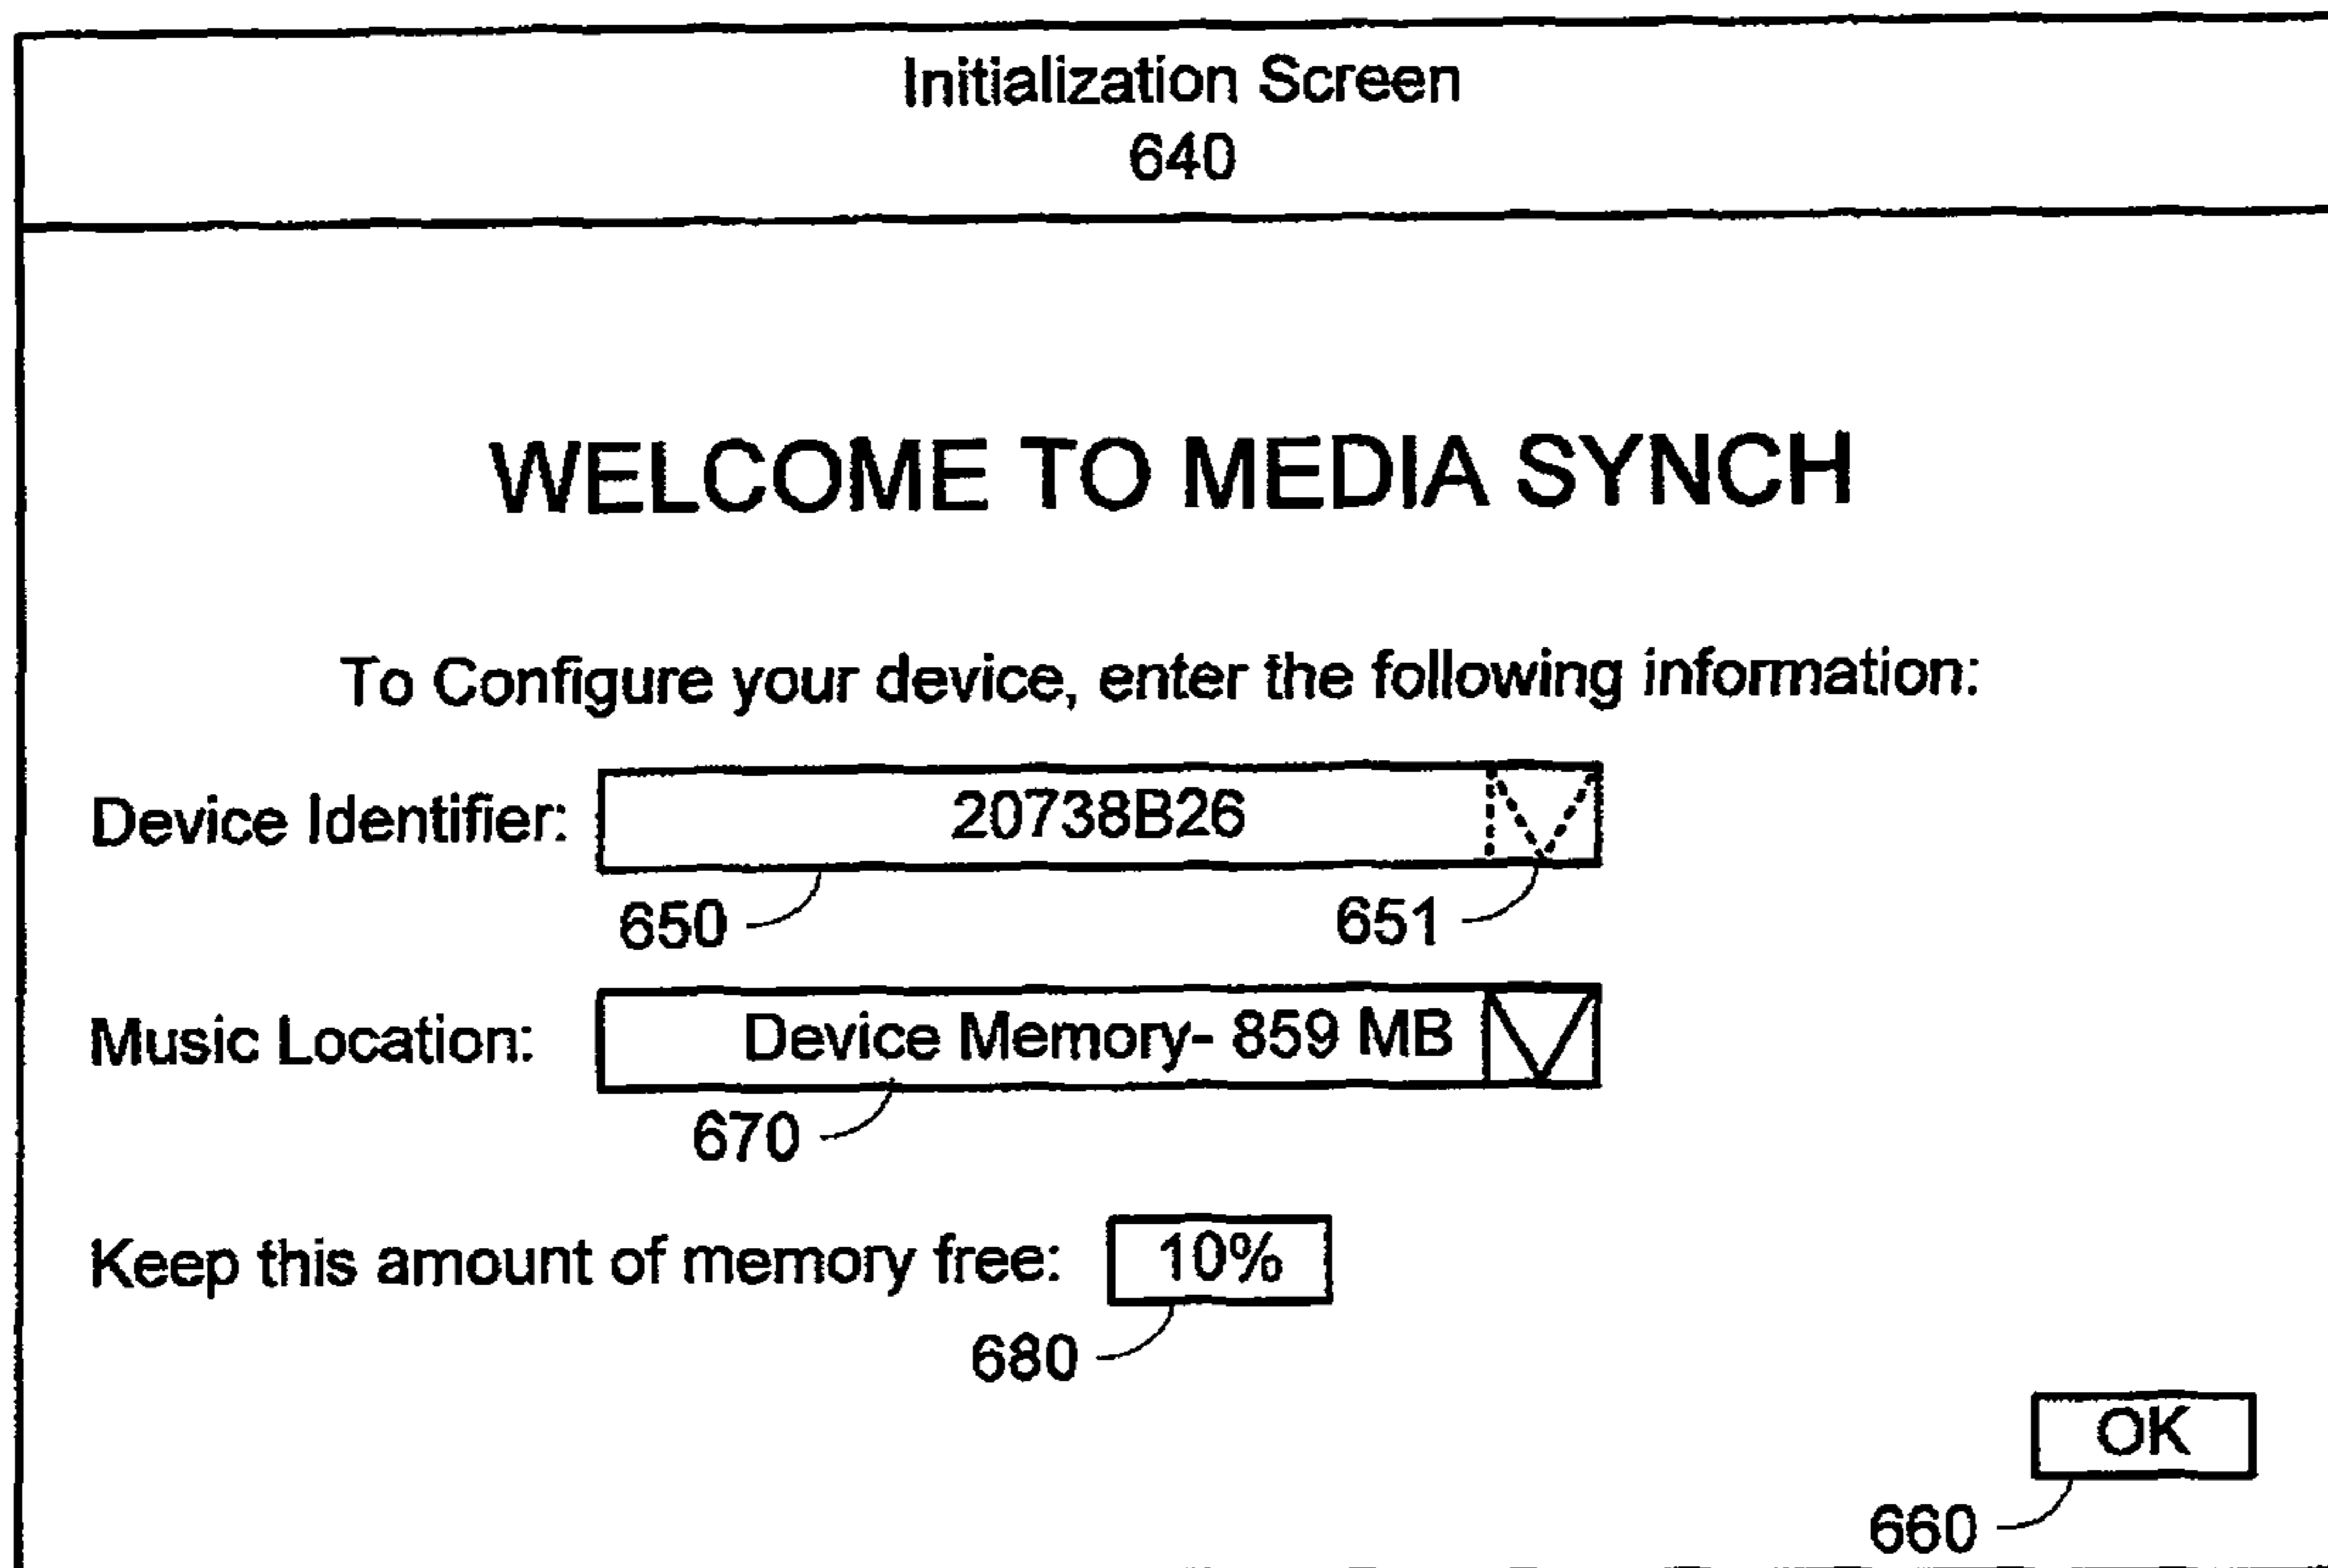 Initialization Screen
640
WELCOME TO MEDIA SYNCH
To Configure your device, enter the following information:
Device Identifier: 20738B26
650 651
Music Location: Device Memory- 859 MB
670
Keep this amount of memory free: 10%
680
OK
660